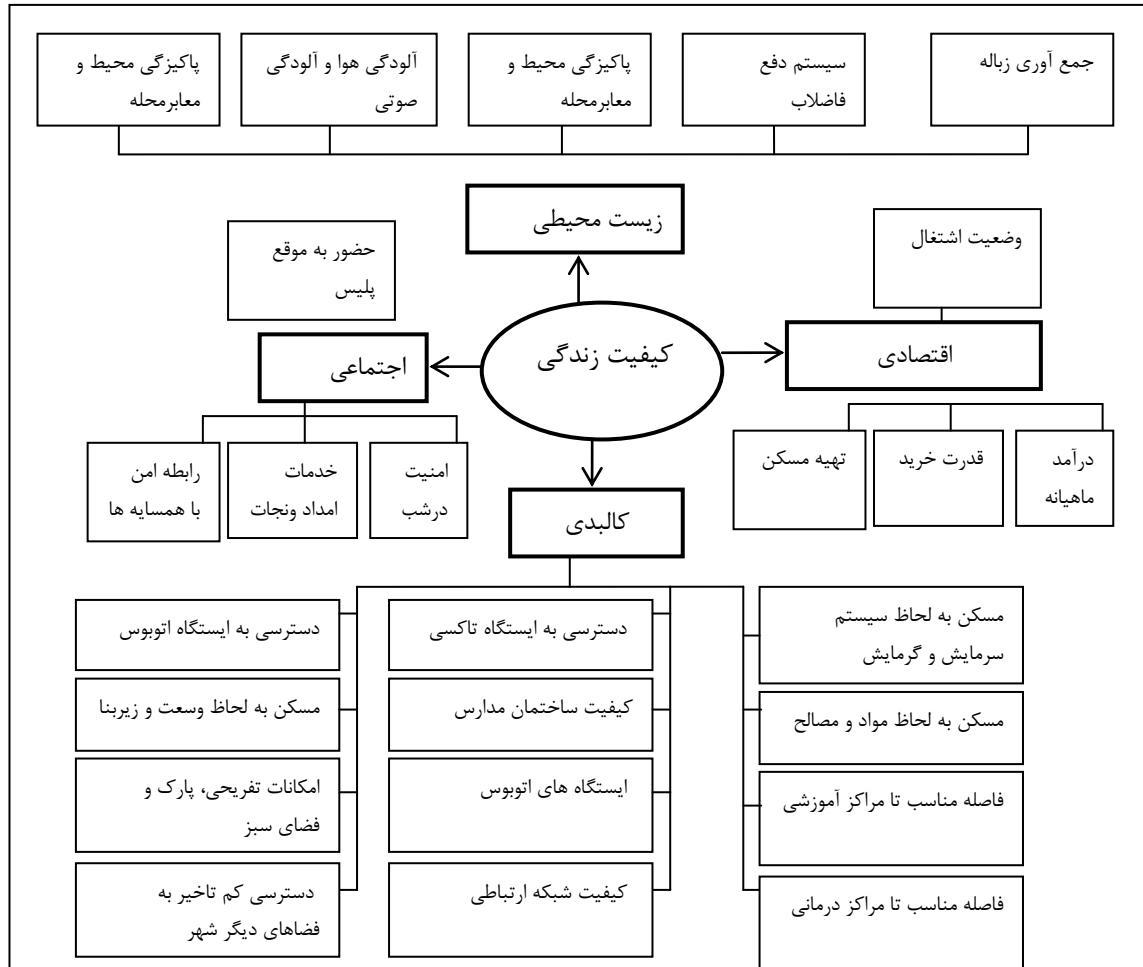 جمع آوری زباله
سیستم دفع
فاضلاب
پاکیزگی محیط و
معابرمحله
آلودگی هوا و آلودگی
صوتی
پاکیزگی محیط و
معابرمحله
زیست محیطی
وضعیت اشتغال
حضور به موقع
پلیس
کیفیت زندگی
اقتصادی
اجتماعی
درآمد
ماهیانه
قدرت خرید
تهیه مسکن
امنیت
درشب
خدمات
امداد ونجات
رابطه امن
با همسایه ها
کالبدی
مسکن به لحاظ سیستم
سرمایش و گرمایش
دسترسی به ایستگاه تاکسی
دسترسی به ایستگاه اتوبوس
مسکن به لحاظ مواد و مصالح
کیفیت ساختمان مدارس
مسکن به لحاظ وسعت و زیربنا
فاصله مناسب تا مراکز آموزشی
ایستگاه های اتوبوس
امکانات تفریحی، پارک و
فضای سبز
فاصله مناسب تا مراکز درمانی
کیفیت شبکه ارتباطی
دسترسی کم تاخیر به
فضاهای دیگر شهر